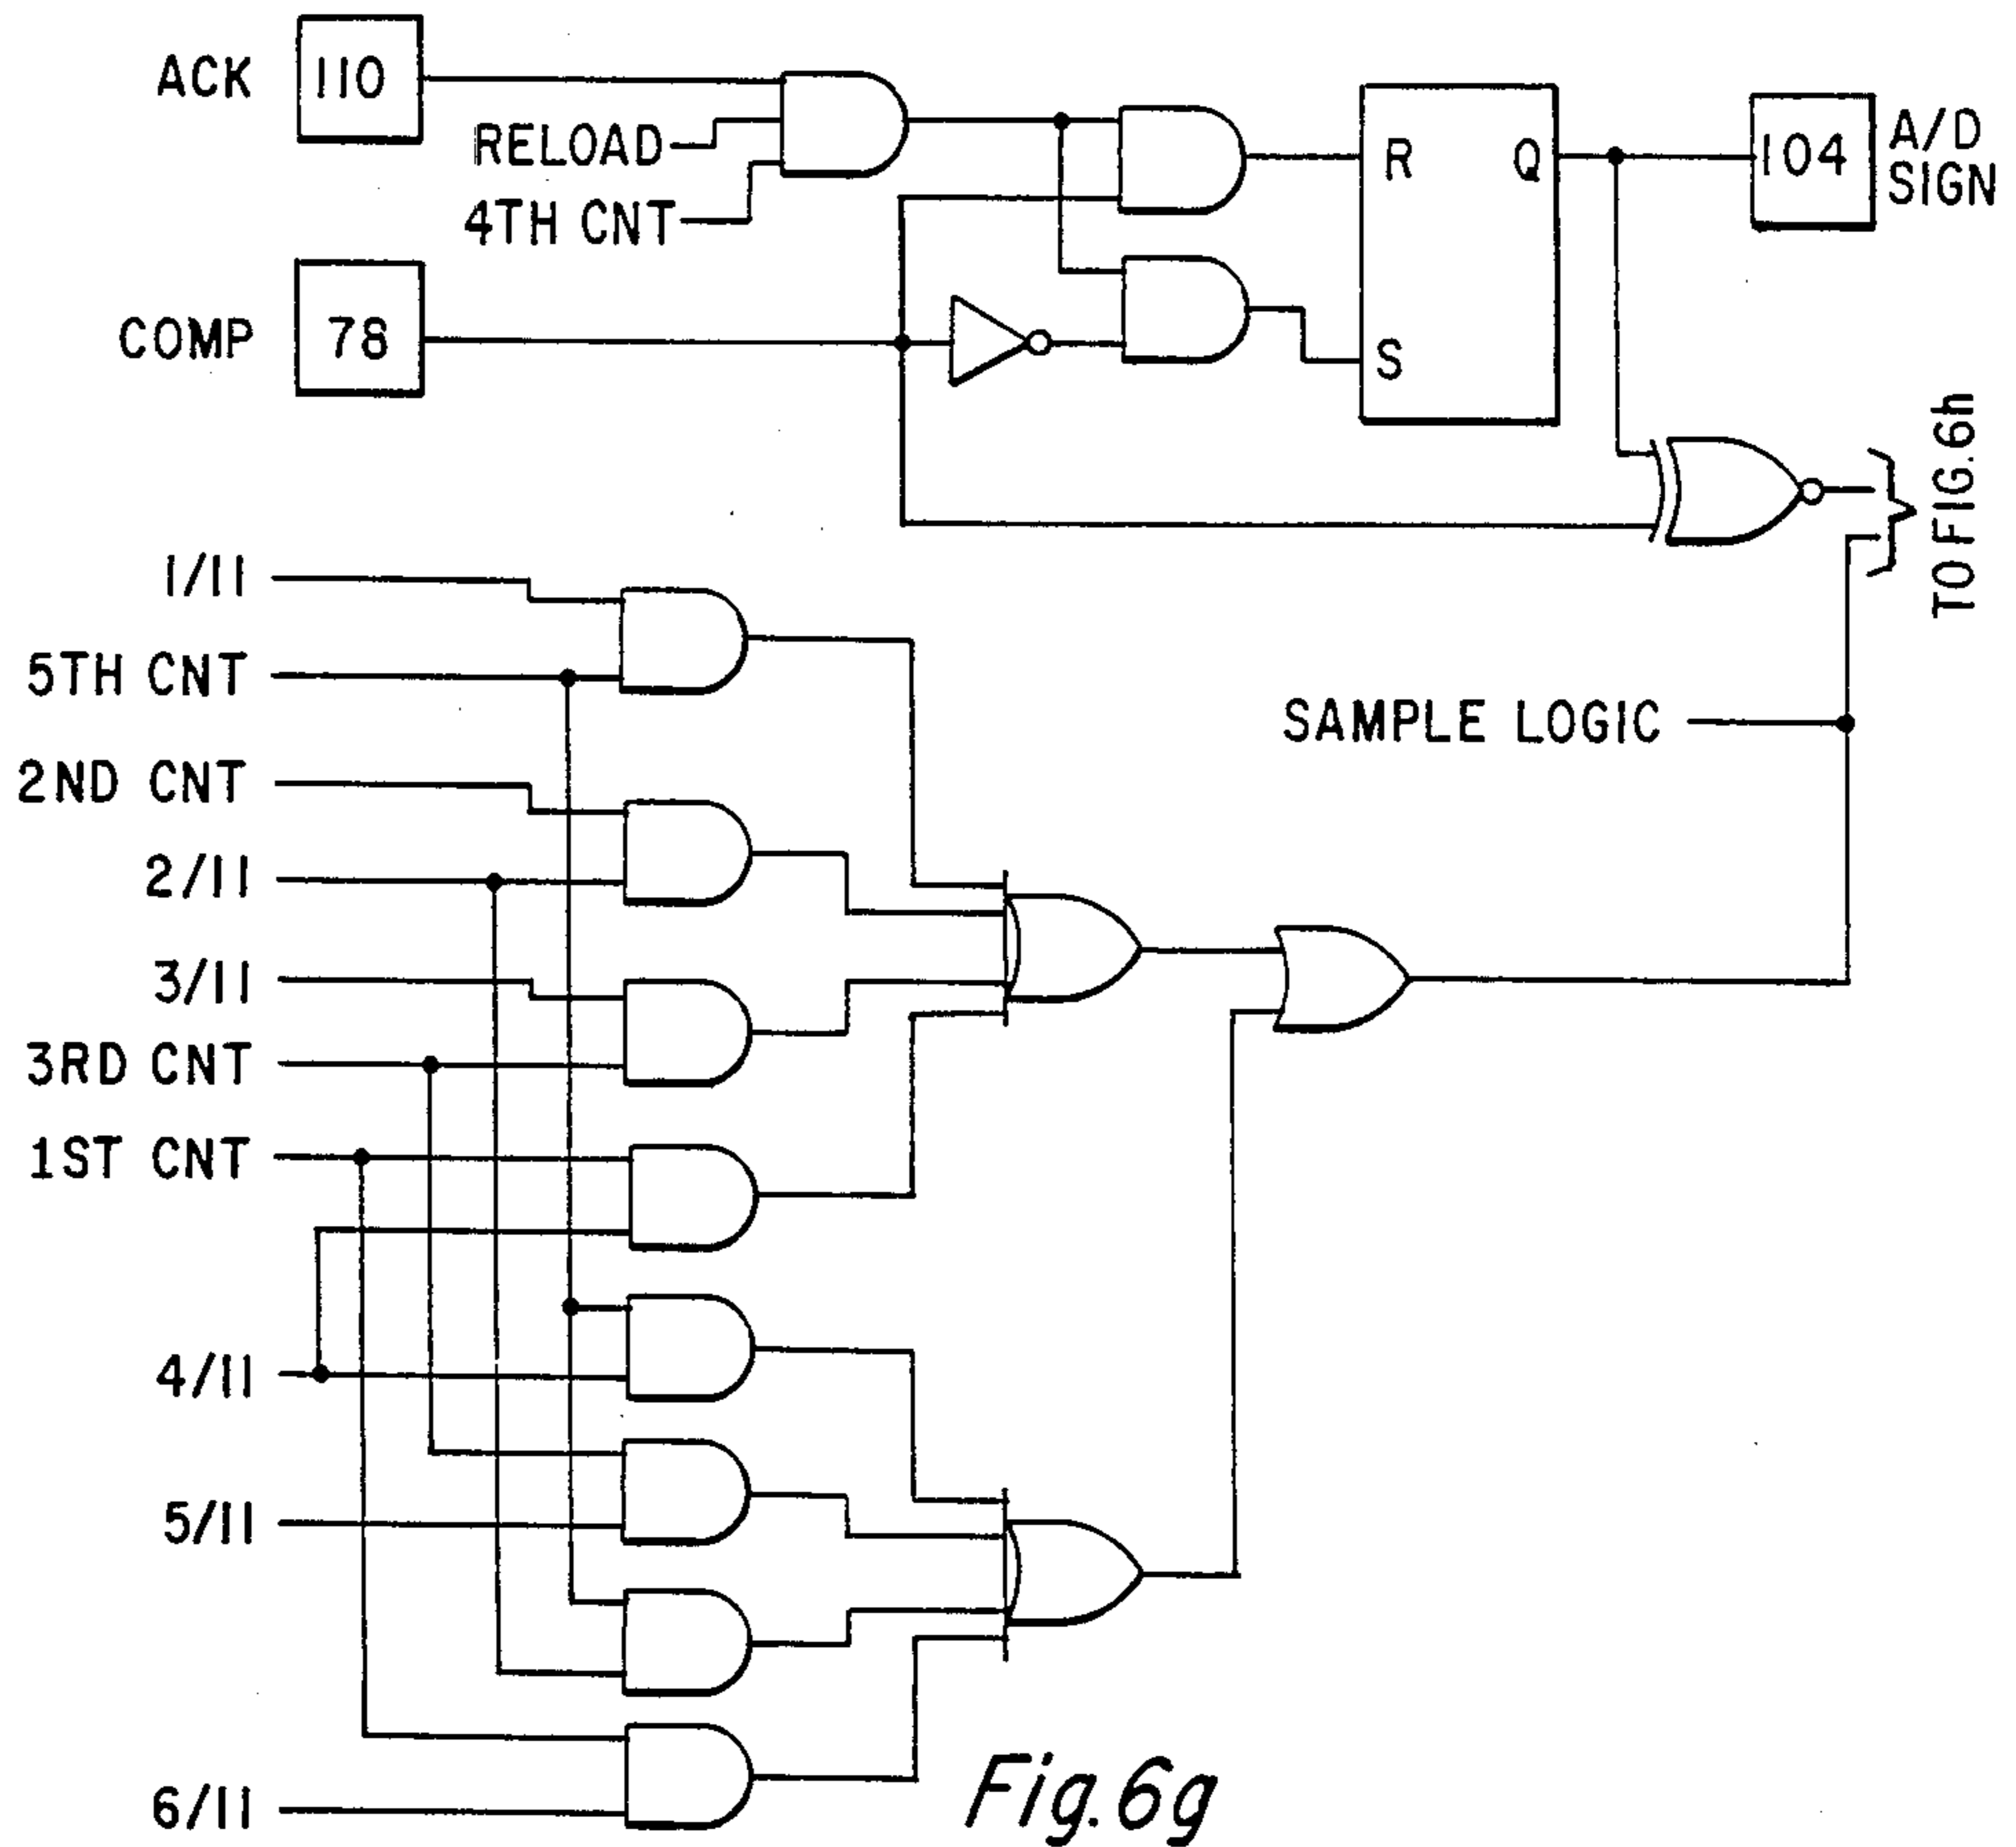 ACK 110
RELOAD
4TH CNT
COMP 78
R Q
S
104 A/D
SIGN
TO FIG.6h
1/11
5TH CNT
2ND CNT
2/11
3/11
3RD CNT
1ST CNT
4/11
5/11
6/11
SAMPLE LOGIC
Fig.6g